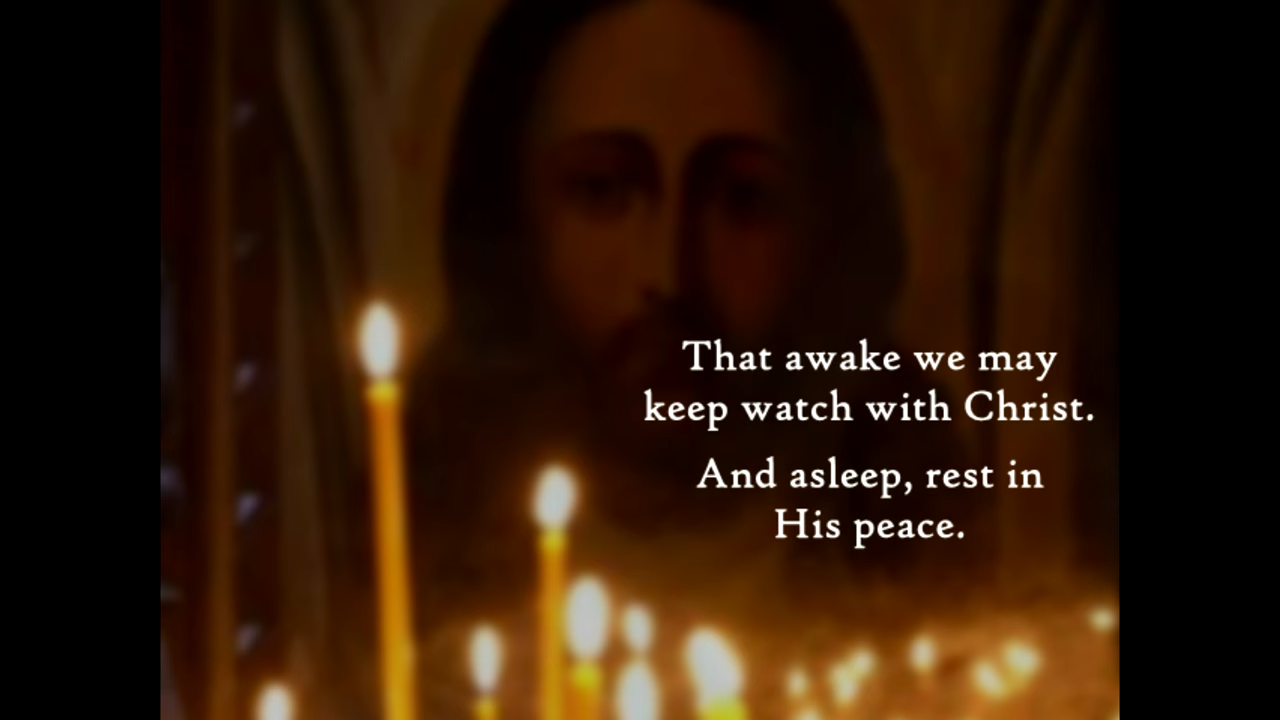 That awake we may
keep watch with Christ.
And asleep, rest in
His peace.